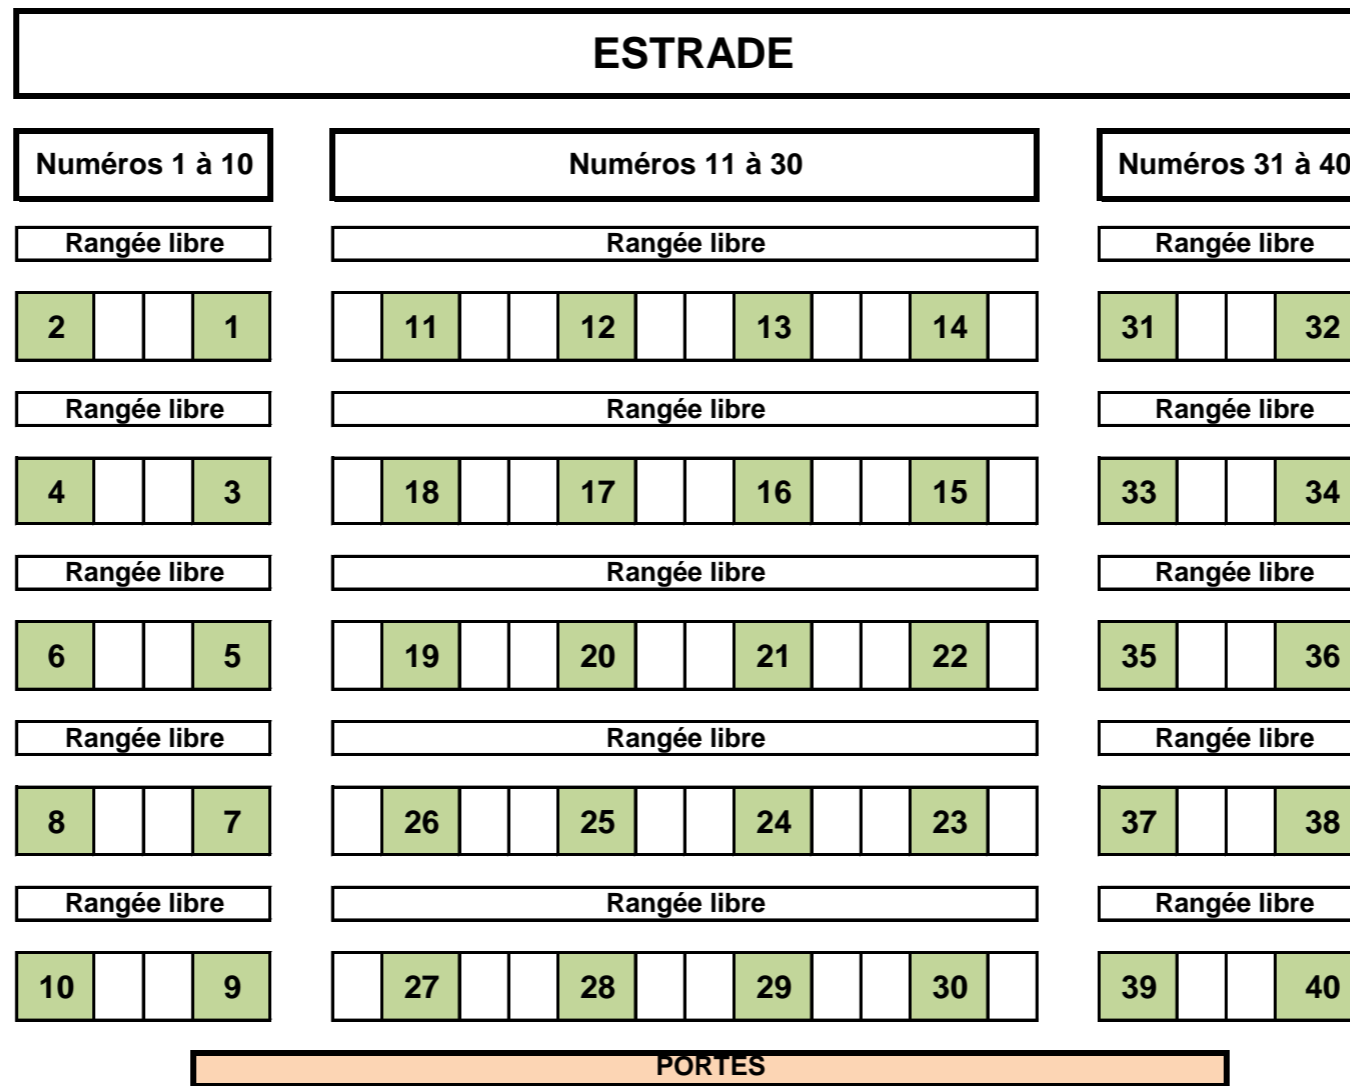 ESTRADE
Numéros 1 à 10 Numéros 11 à 30 Numéros 31 à 40
Rangée libre Rangée libre Rangée libre
2 1 11 12 13 14 31 32
Rangée libre Rangée libre Rangée libre
4 3 18 17 16 15 33 34
Rangée libre Rangée libre Rangée libre
6 5 19 20 21 22 35 36
Rangée libre Rangée libre Rangée libre
8 7 26 25 24 23 37 38
Rangée libre Rangée libre Rangée libre
10 9 27 28 29 30 39 40
PORTES